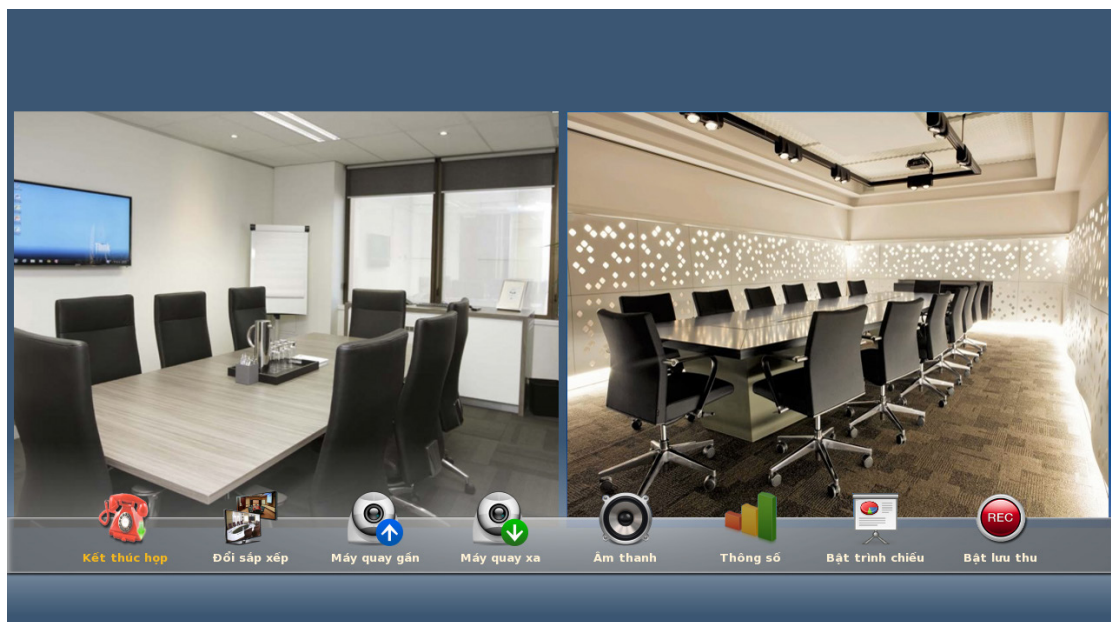 Kết thúc họp
Đổi sắp xếp
Máy quay gần
Máy quay xa
Âm thanh
Thông số
Bật trình chiếu
REC
Bật lưu thu